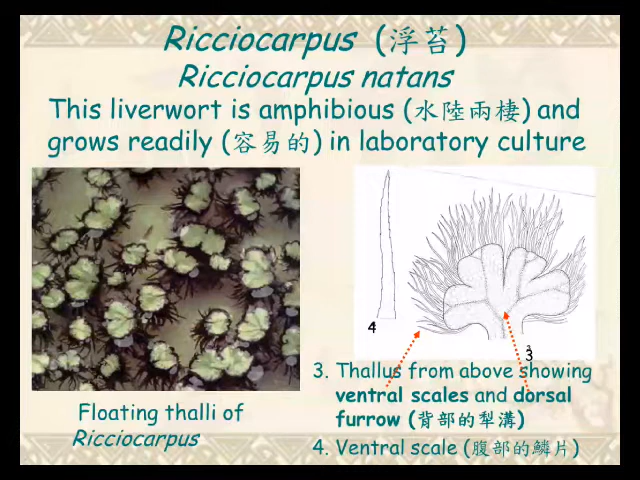 Ricciocarpus (浮苔)
Ricciocarpus natans
This liverwort is amphibious (水陸兩棲) and
grows readily (容易的) in laboratory culture
4
3
Floating thalli of
Ricciocarpus
3. Thallus from above showing
ventral scales and dorsal
furrow (背部的犁溝)
4. Ventral scale (腹部的鱗片)